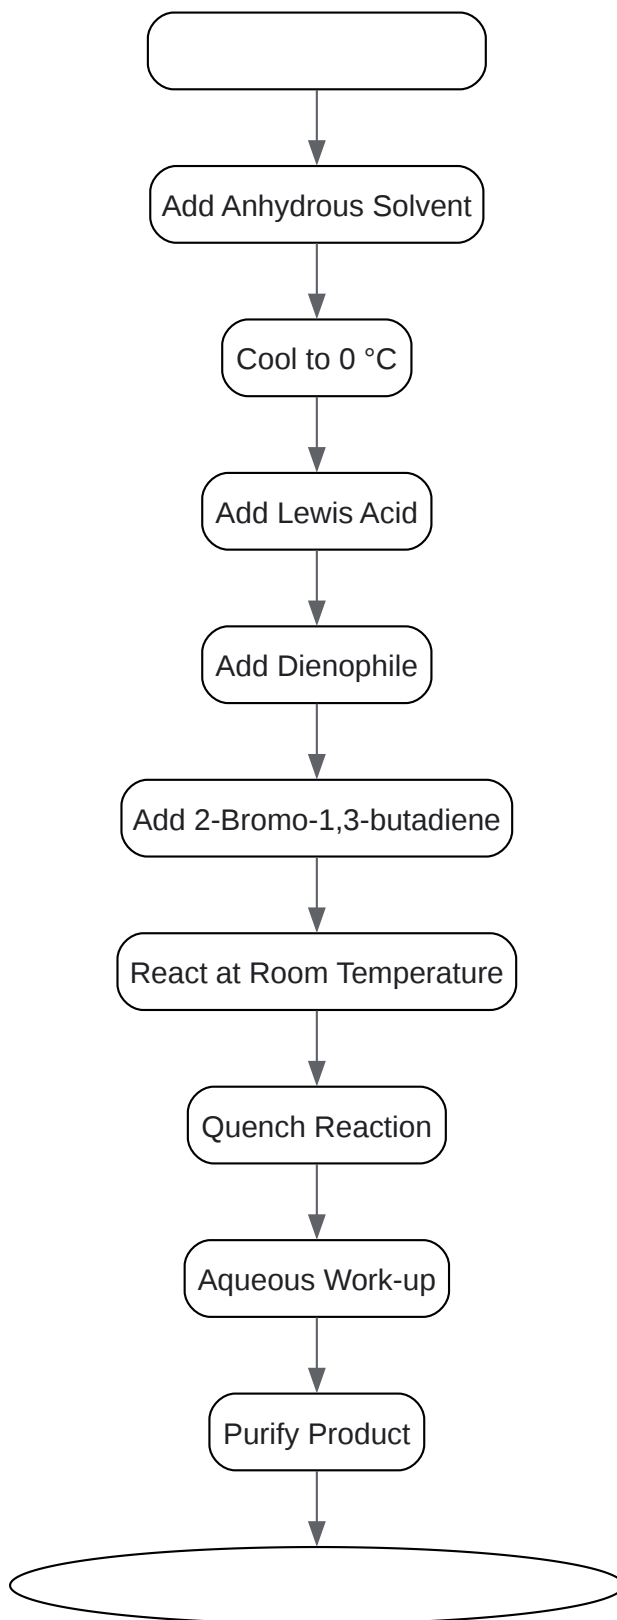 Add Anhydrous Solvent
Cool to 0 °C
Add Lewis Acid
Add Dienophile
Add 2-Bromo-1,3-butadiene
React at Room Temperature
Quench Reaction
Aqueous Work-up
Purify Product